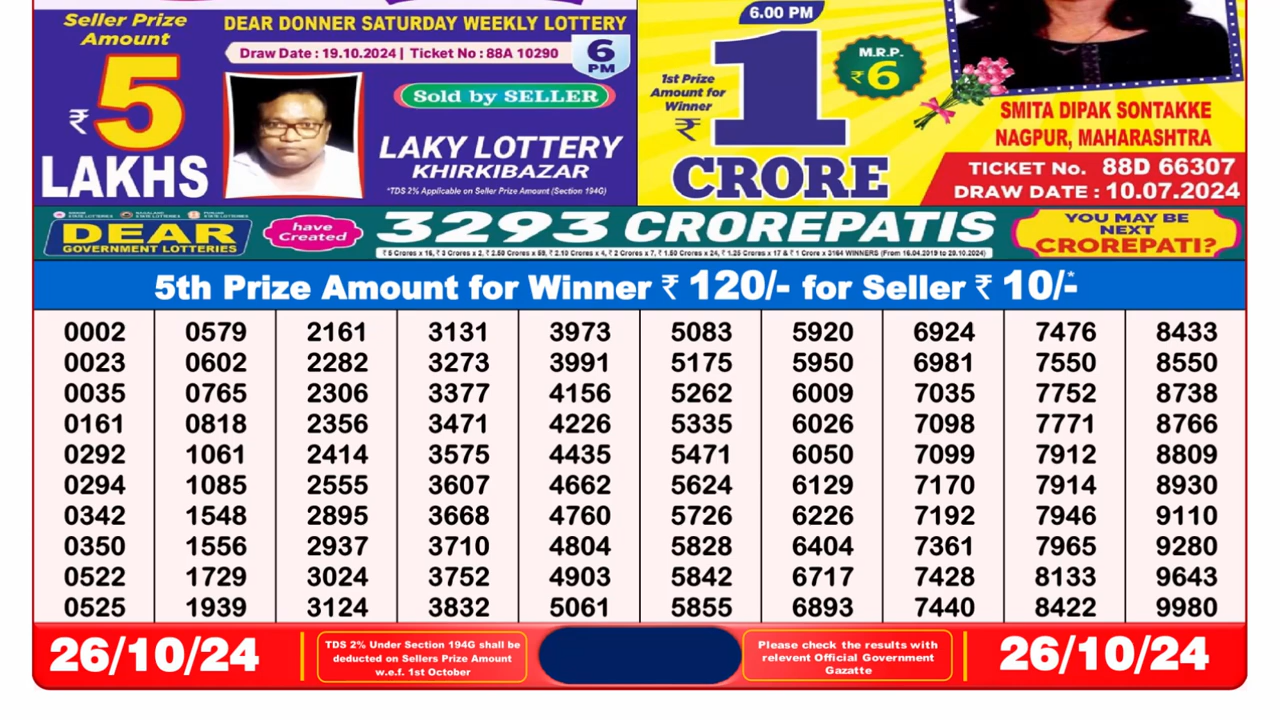 Seller Prize
Amount
₹ 5
LAKHS
DEAR DONNER SATURDAY WEEKLY LOTTERY
Draw Date : 19.10.2024 | Ticket No : 88A 10290
6
PM
Sold by SELLER
LAKY LOTTERY
KHIRKIBAZAR
*TDS 2% Applicable on Seller Prize Amount (Section 194G)
6.00 PM
1st Prize
Amount for
Winner
₹ 1
CRORE
M.R.P.
₹6
SMITA DIPAK SONTAKKE
NAGPUR, MAHARASHTRA
TICKET No. 88D 66307
DRAW DATE : 10.07.2024
STATE LOTTERIES STATE LOTTERIES STATE LOTTERIES
DEAR
GOVERNMENT LOTTERIES
have
Created
3293 CROREPATIS
YOU MAY BE
NEXT
CROREPATI?
5th Prize Amount for Winner ₹ 120/- for Seller ₹ 10/-*
0002 0579 2161 3131 3973 5083 5920 6924 7476 8433
0023 0602 2282 3273 3991 5175 5950 6981 7550 8550
0035 0765 2306 3377 4156 5262 6009 7035 7752 8738
0161 0818 2356 3471 4226 5335 6026 7098 7771 8766
0292 1061 2414 3575 4435 5471 6050 7099 7912 8809
0294 1085 2555 3607 4662 5624 6129 7170 7914 8930
0342 1548 2895 3668 4760 5726 6226 7192 7946 9110
0350 1556 2937 3710 4804 5828 6404 7361 7965 9280
0522 1729 3024 3752 4903 5842 6717 7428 8133 9643
0525 1939 3124 3832 5061 5855 6893 7440 8422 9980
26/10/24
TDS 2% Under Section 194G shall be
deducted on Sellers Prize Amount
w.e.f. 1st October
Please check the results with
relevent Official Government
Gazatte
26/10/24